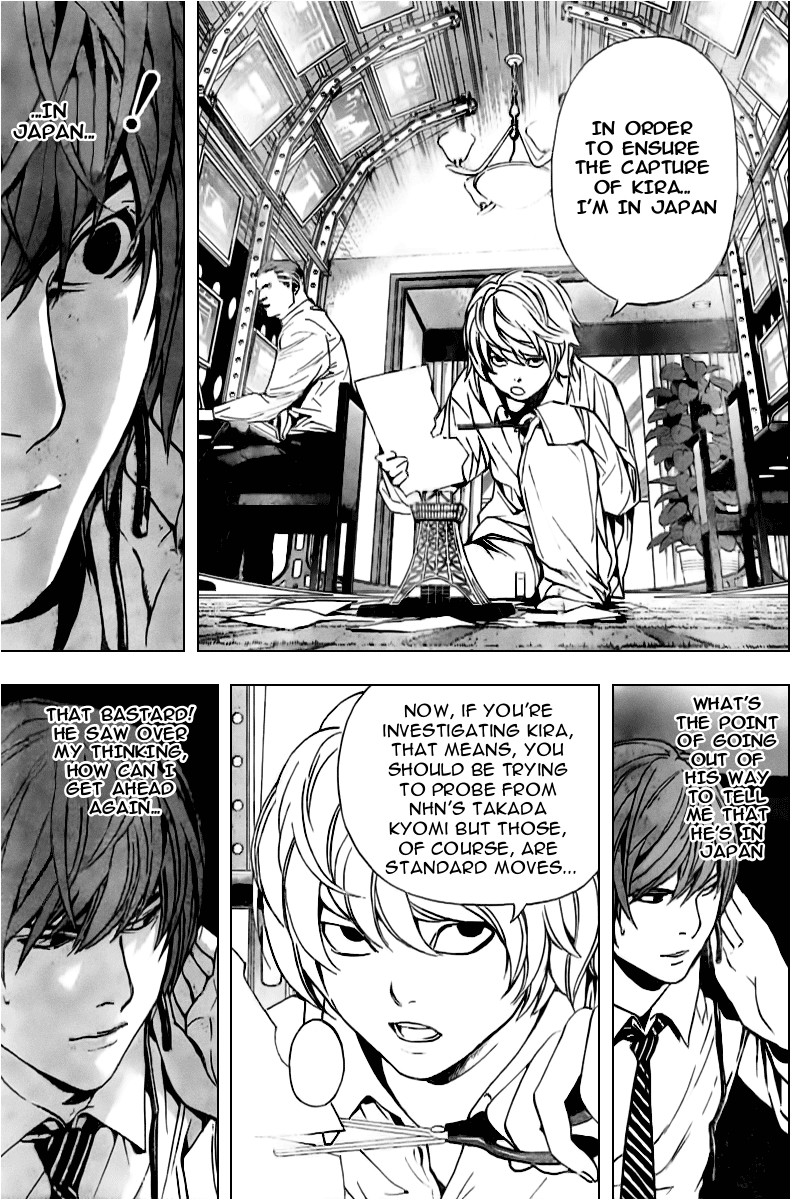 IN ORDER
TO ENSURE
THE CAPTURE
OF KIRA...
I'M IN JAPAN
...IN
JAPAN...
!
WHAT'S
THE POINT
OF GOING
OUT OF
HIS WAY
TO TELL
ME THAT
HE'S IN
JAPAN
NOW, IF YOU'RE
INVESTIGATING KIRA,
THAT MEANS, YOU
SHOULD BE TRYING
TO PROBE FROM
NHN'S TAKADA
KYOMI BUT THOSE,
OF COURSE, ARE
STANDARD MOVES...
THAT BASTARD!
HE SAW OVER
MY THINKING,
HOW CAN I
GET AHEAD
AGAIN...